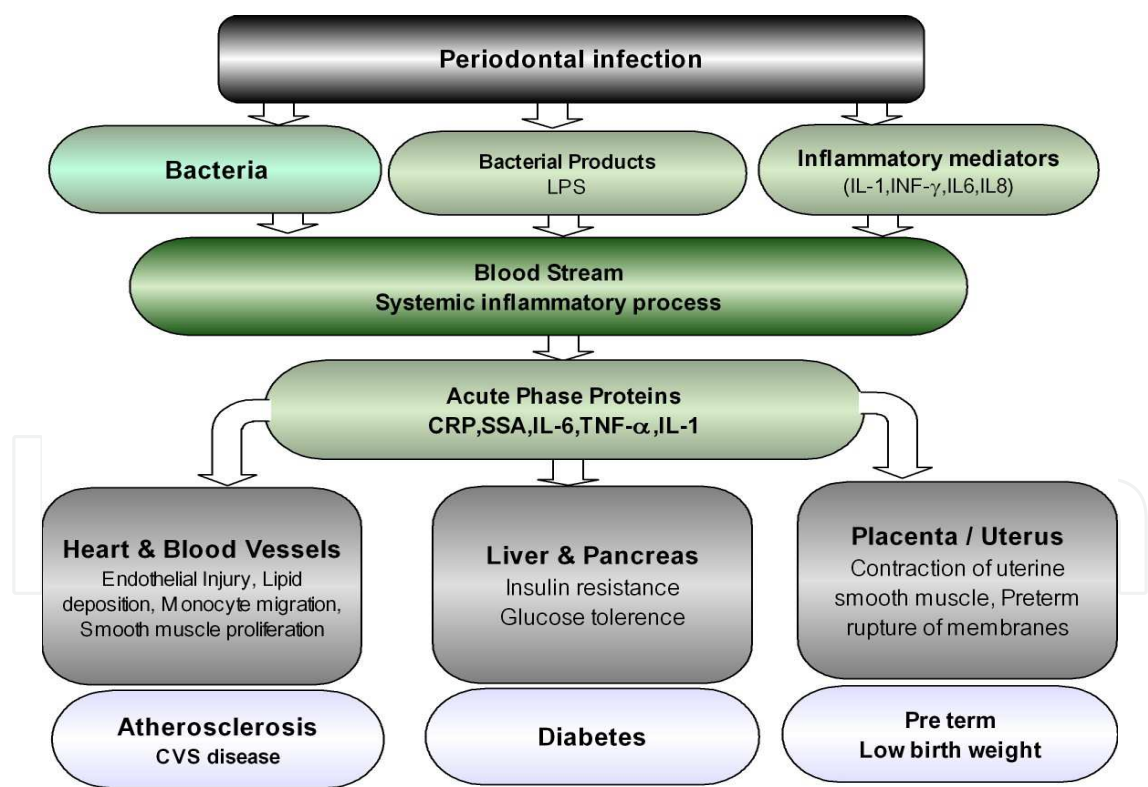 Periodontal infection
Bacteria
Bacterial Products
LPS
Inflammatory mediators
(IL-1,INF-γ,IL6,IL8)
Blood Stream
Systemic inflammatory process
Acute Phase Proteins
CRP,SSA,IL-6,TNF-α,IL-1
Heart & Blood Vessels
Endothelial Injury, Lipid
deposition, Monocyte migration,
Smooth muscle proliferation
Liver & Pancreas
Insulin resistance
Glucose tolerence
Placenta / Uterus
Contraction of uterine
smooth muscle, Preterm
rupture of membranes
Atherosclerosis
CVS disease
Diabetes
Pre term
Low birth weight